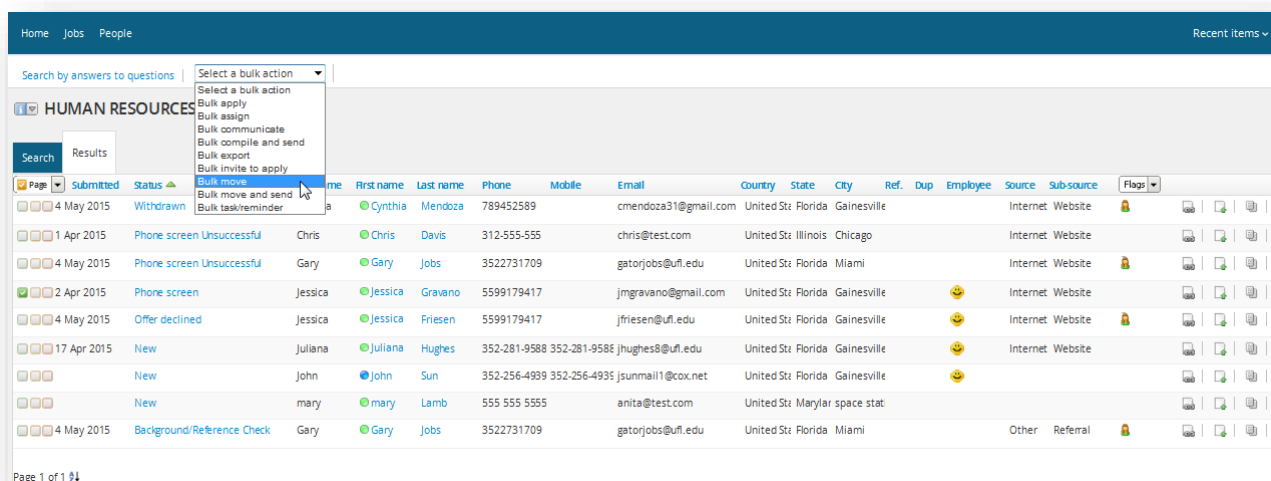 Home Jobs People Recent items
Search by answers to questions Select a bulk action
Select a bulk action
Bulk apply
Bulk assign
Bulk communicate
Bulk compile and send
Bulk export
Bulk invite to apply
Bulk move
Bulk move and send
Bulk task/reminder
HUMAN RESOURCES
Search Results
Page Submitted Status me First name Last name Phone Mobile Email Country State City Ref. Dup Employee Source Sub-source Flags
4 May 2015 Withdrawn a Cynthia Mendoza 789452589 cmendoza31@gmail.com United Sta Florida Gainesville Internet Website
1 Apr 2015 Phone screen Unsuccessful Chris Chris Davis 312-555-555 chris@test.com United Sta Illinois Chicago Internet Website
4 May 2015 Phone screen Unsuccessful Gary Gary Jobs 3522731709 gatorjobs@ufl.edu United Sta Florida Miami Internet Website
2 Apr 2015 Phone screen Jessica Jessica Gravano 5599179417 jmgravano@gmail.com United Sta Florida Gainesville Internet Website
4 May 2015 Offer declined Jessica Jessica Friesen 5599179417 jfriesen@ufl.edu United Sta Florida Gainesville Internet Website
17 Apr 2015 New Juliana Juliana Hughes 352-281-9588 352-281-9588 jhughes8@ufl.edu United Sta Florida Gainesville Internet Website
New John John Sun 352-256-4939 352-256-4939 jsunmail1@cox.net United Sta Florida Gainesville
New mary mary Lamb 555 555 5555 anita@test.com United Sta Marylar space stati
4 May 2015 Background/Reference Check Gary Gary Jobs 3522731709 gatorjobs@ufl.edu United Sta Florida Miami Other Referral
Page 1 of 1